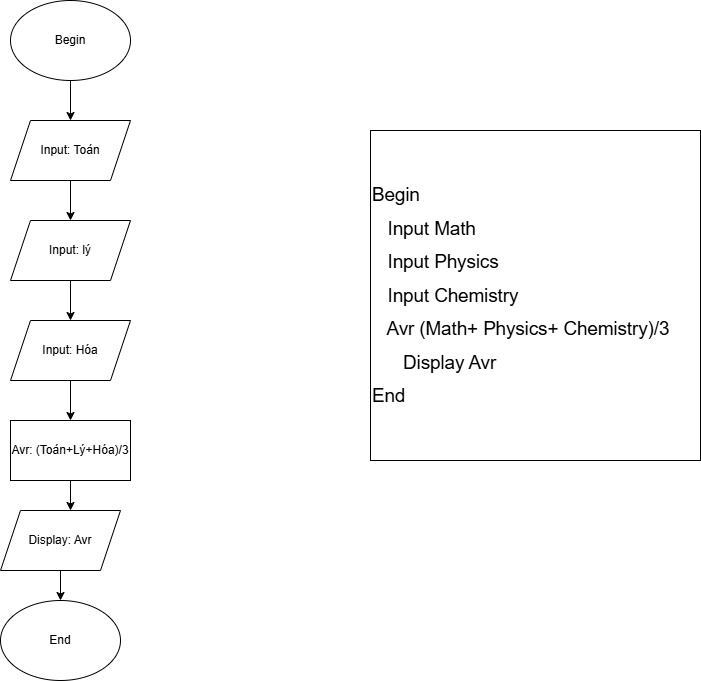 Begin
Input: Toán
Input: lý
Input: Hóa
Avr: (Toán+Lý+Hóa)/3
Display: Avr
End
Begin
Input Math
Input Physics
Input Chemistry
Avr (Math+ Physics+ Chemistry)/3
Display Avr
End